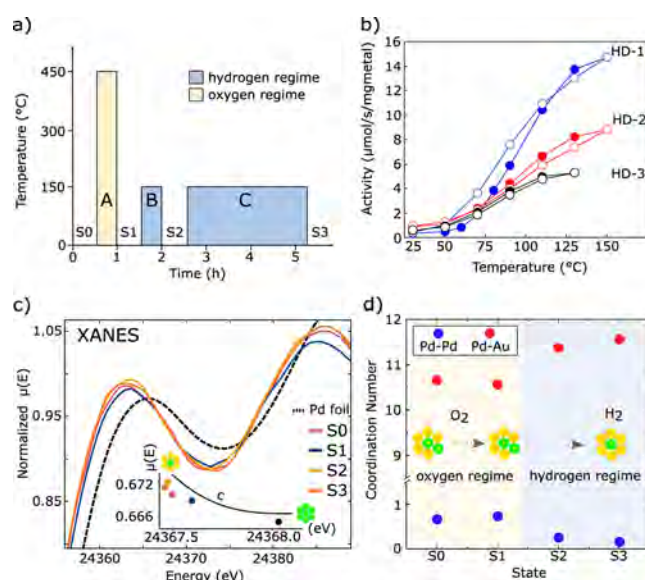 a)
450
300
150
0
Temperature (°C)
hydrogen regime
oxygen regime
A
B
C
S0
S1
S2
S3
0
1
2
3
4
5
Time (h)
b)
16
14
12
10
8
6
4
2
0
Activity (μmol/s/mgmetal)
HD-1
HD-2
HD-3
25
50
75
100
125
150
Temperature (°C)
c)
XANES
1.05
0.95
0.85
Normalized μ(E)
Pd foil
S0
S1
S2
S3
μ(E)
0.672
0.666
c
(eV)
24367.5
24368.0
24360
24370
24380
Energy (eV)
d)
12
11
10
9
1
0
Coordination Number
Pd-Pd
Pd-Au
O2
H2
oxygen regime
hydrogen regime
S0
S1
S2
S3
State